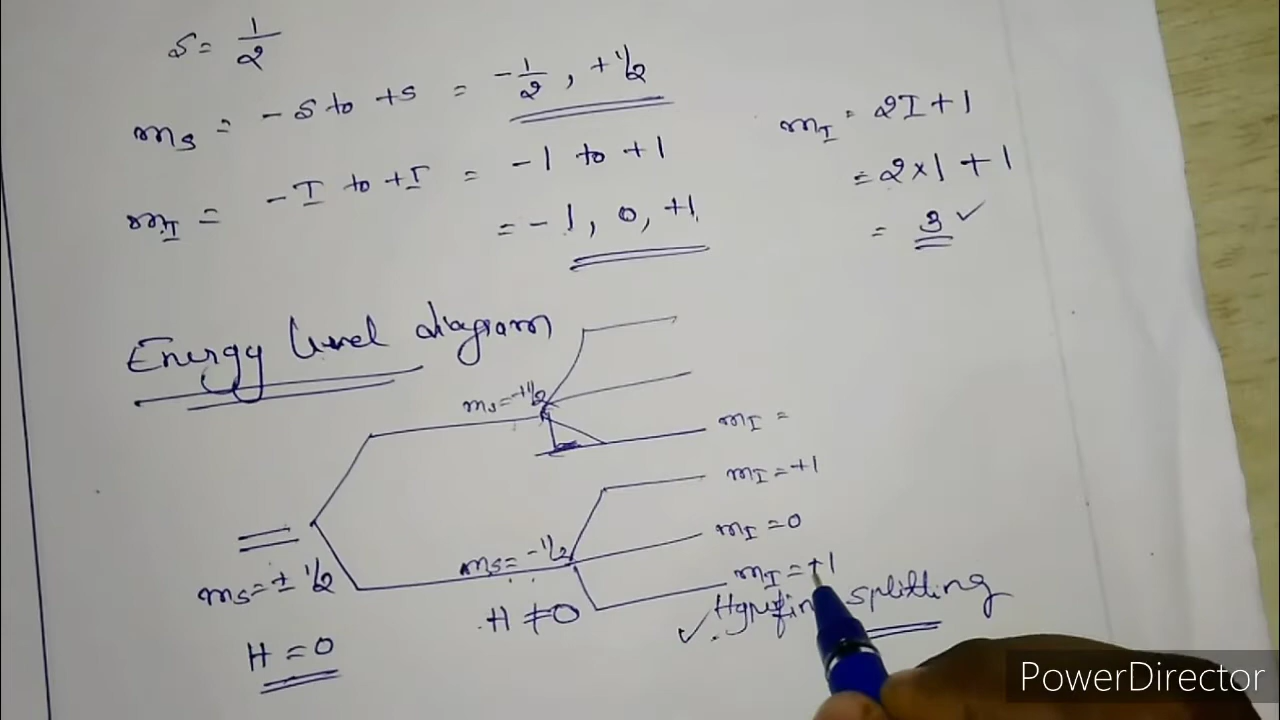 S = 1/2
mS = -S to +S = -1/2, +1/2
mI = -I to +I = -1 to +1
= -1, 0, +1
mI = 2I + 1
= 2 × 1 + 1
= 3 ✓
Energy level diagram
mS = +1/2
mI =
mI = +1
mI = 0
mI = +1
mS = -1/2
mS = ± 1/2
H ≠ 0
H = 0
✓ splitting
PowerDirector